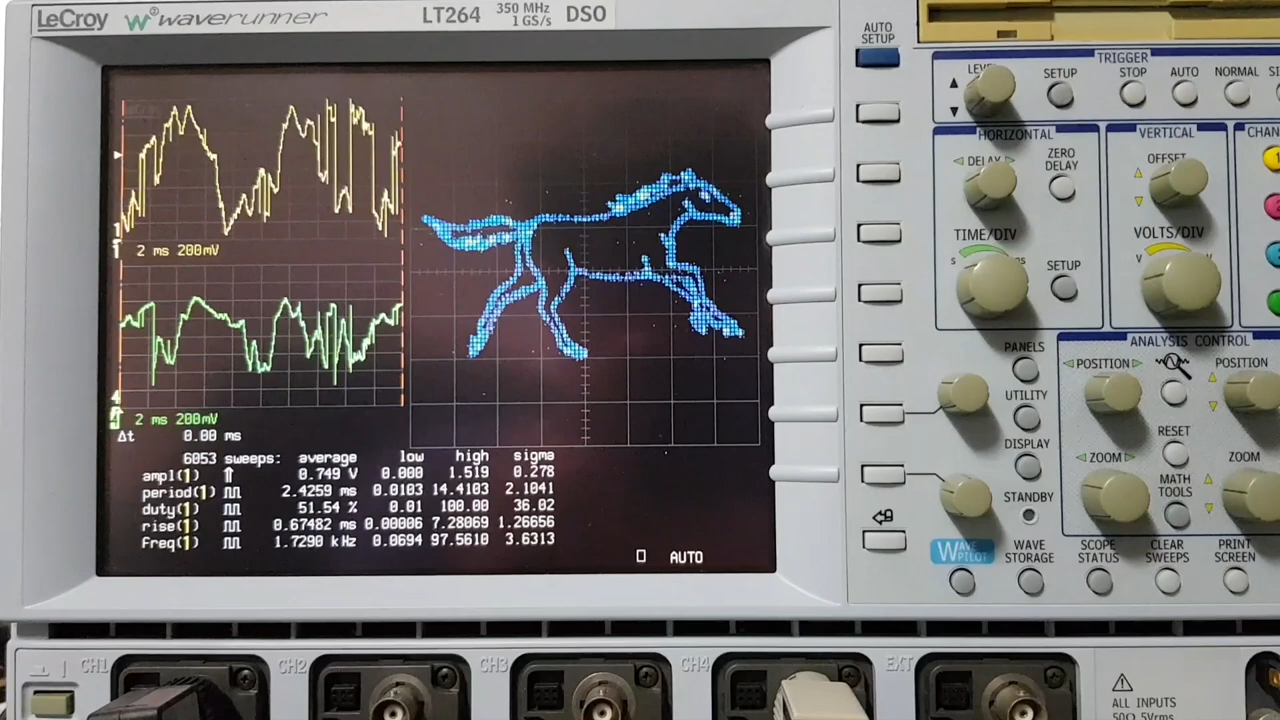 LeCroy waverunner LT264 350 MHz 1 GS/s DSO
2 ms 200mV
2 ms 200mV
Δt 0.00 ms
6053 sweeps: average low high sigma
ampl(1) 0.749 V 0.000 1.519 0.278
period(1) 2.4259 ms 0.0103 14.4103 2.1041
duty(1) 51.54 % 0.01 100.00 36.02
rise(1) 0.67482 ms 0.00006 7.28069 1.26656
freq(1) 1.7290 kHz 0.0694 97.5610 3.6313
AUTO
AUTO SETUP
TRIGGER
LEVEL
SETUP
STOP
AUTO
NORMAL
HORIZONTAL
DELAY
ZERO DELAY
TIME/DIV
s
SETUP
VERTICAL
OFFSET
VOLTS/DIV
V
CHAN
PANELS
UTILITY
DISPLAY
STANDBY
ANALYSIS CONTROL
POSITION
POSITION
RESET
ZOOM
ZOOM
MATH TOOLS
WAVE PILOT
WAVE STORAGE
SCOPE STATUS
CLEAR SWEEPS
PRINT SCREEN
CH1
CH2
CH3
CH4
EXT
ALL INPUTS
50Ω 5Vrms